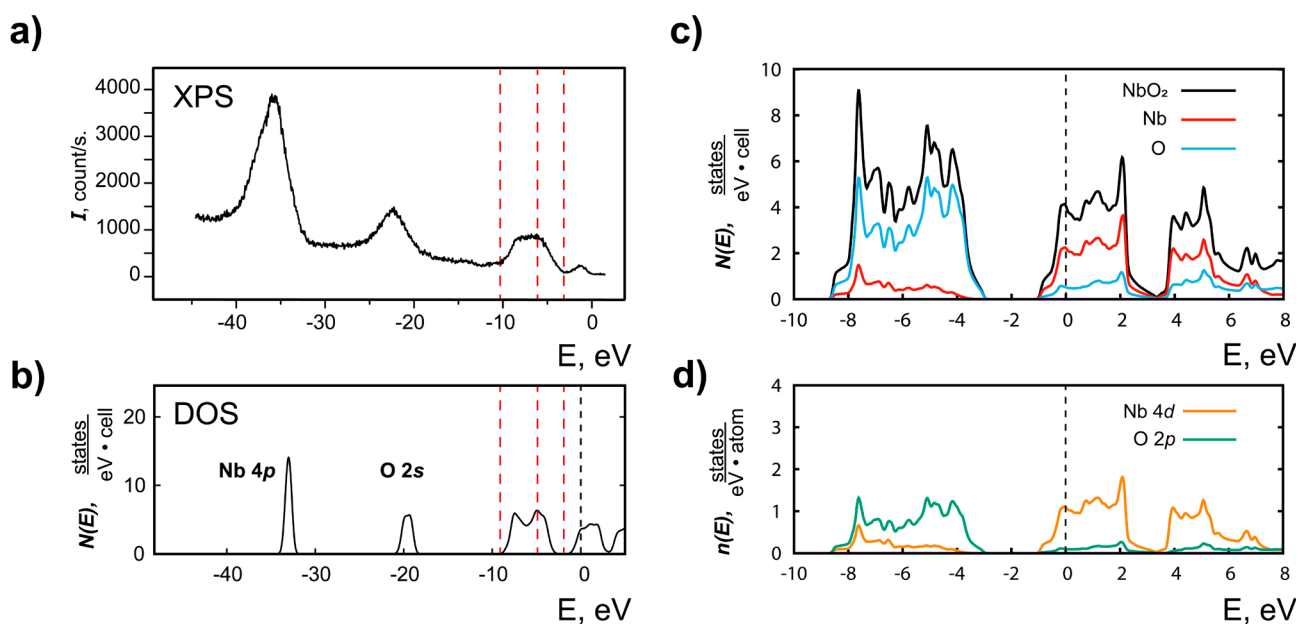 a)
XPS
I, count/s.
4000
3000
2000
1000
0
-40
-30
-20
-10
0
E, eV
b)
DOS
N(E), states
eV • cell
20
10
0
Nb 4p
O 2s
-40
-30
-20
-10
0
E, eV
c)
N(E), states
eV • cell
10
8
6
4
2
0
NbO₂
Nb
O
-10
-8
-6
-4
-2
0
2
4
6
8
E, eV
d)
n(E), states
eV • atom
4
3
2
1
0
Nb 4d
O 2p
-10
-8
-6
-4
-2
0
2
4
6
8
E, eV